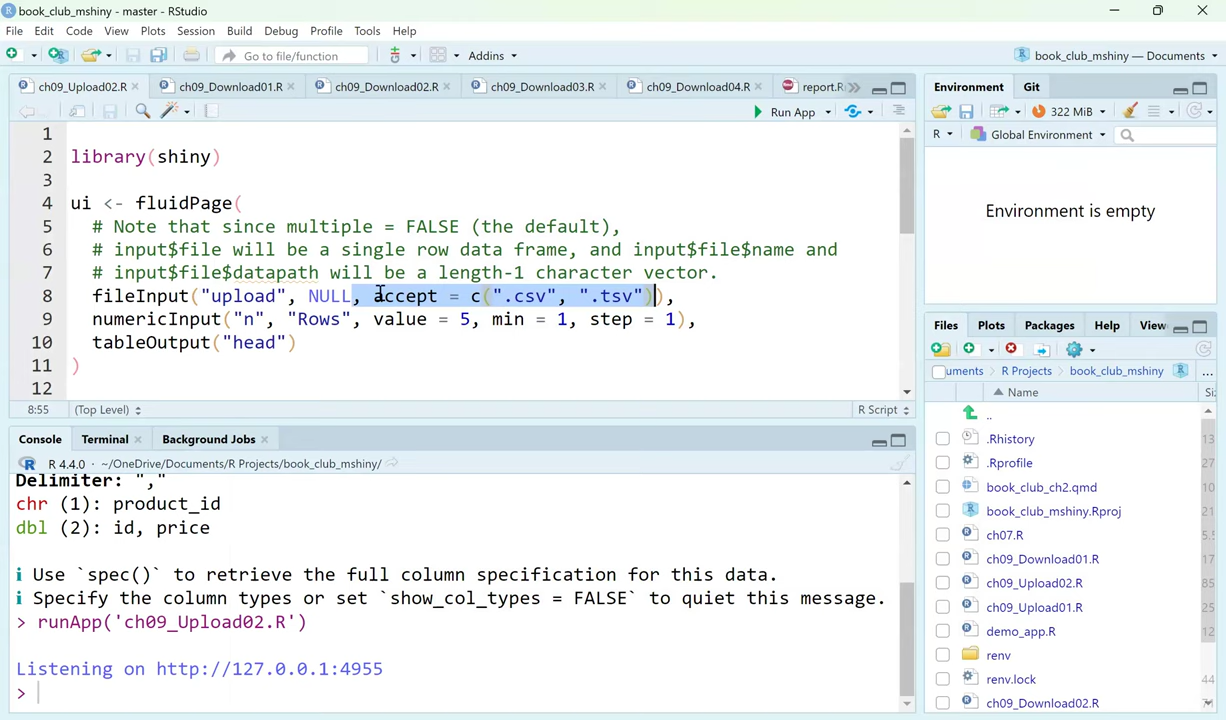 book_club_mshiny - master - RStudio
File Edit Code View Plots Session Build Debug Profile Tools Help
Go to file/function Addins book_club_mshiny — Documents
ch09_Upload02.R ch09_Download01.R ch09_Download02.R ch09_Download03.R ch09_Download04.R report.R
Run App
1
2 library(shiny)
3
4 ui <- fluidPage(
5 # Note that since multiple = FALSE (the default),
6 # input$file will be a single row data frame, and input$file$name and
7 # input$file$datapath will be a length-1 character vector.
8 fileInput("upload", NULL, accept = c(".csv", ".tsv")),
9 numericInput("n", "Rows", value = 5, min = 1, step = 1),
10 tableOutput("head")
11 )
12
8:55 (Top Level) R Script
Console Terminal Background Jobs
R 4.4.0 · ~/OneDrive/Documents/R Projects/book_club_mshiny/
Delimiter: ","
chr (1): product_id
dbl (2): id, price
ℹ Use `spec()` to retrieve the full column specification for this data.
ℹ Specify the column types or set `show_col_types = FALSE` to quiet this message.
> runApp('ch09_Upload02.R')
Listening on http://127.0.0.1:4955
>
Environment Git
322 MiB
R Global Environment
Environment is empty
Files Plots Packages Help View
uments R Projects book_club_mshiny ...
Name Si
..
.Rhistory 13
.Rprofile 27
book_club_ch2.qmd 10
book_club_mshiny.Rproj 21
ch07.R 5.5
ch09_Download01.R 17
ch09_Upload02.R 85
ch09_Upload01.R 25
demo_app.R 12
renv
renv.lock 44
ch09_Download02.R